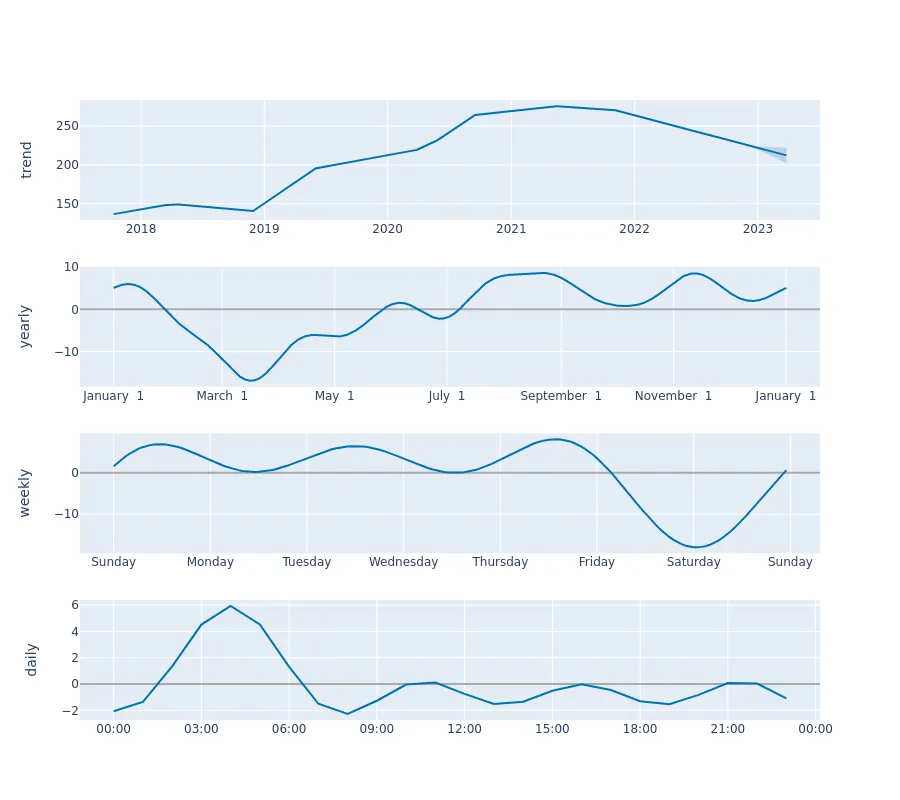 trend
250
200
150
2018 2019 2020 2021 2022 2023
yearly
10
0
−10
January 1 March 1 May 1 July 1 September 1 November 1 January 1
weekly
0
−10
Sunday Monday Tuesday Wednesday Thursday Friday Saturday Sunday
daily
6
4
2
0
−2
00:00 03:00 06:00 09:00 12:00 15:00 18:00 21:00 00:00